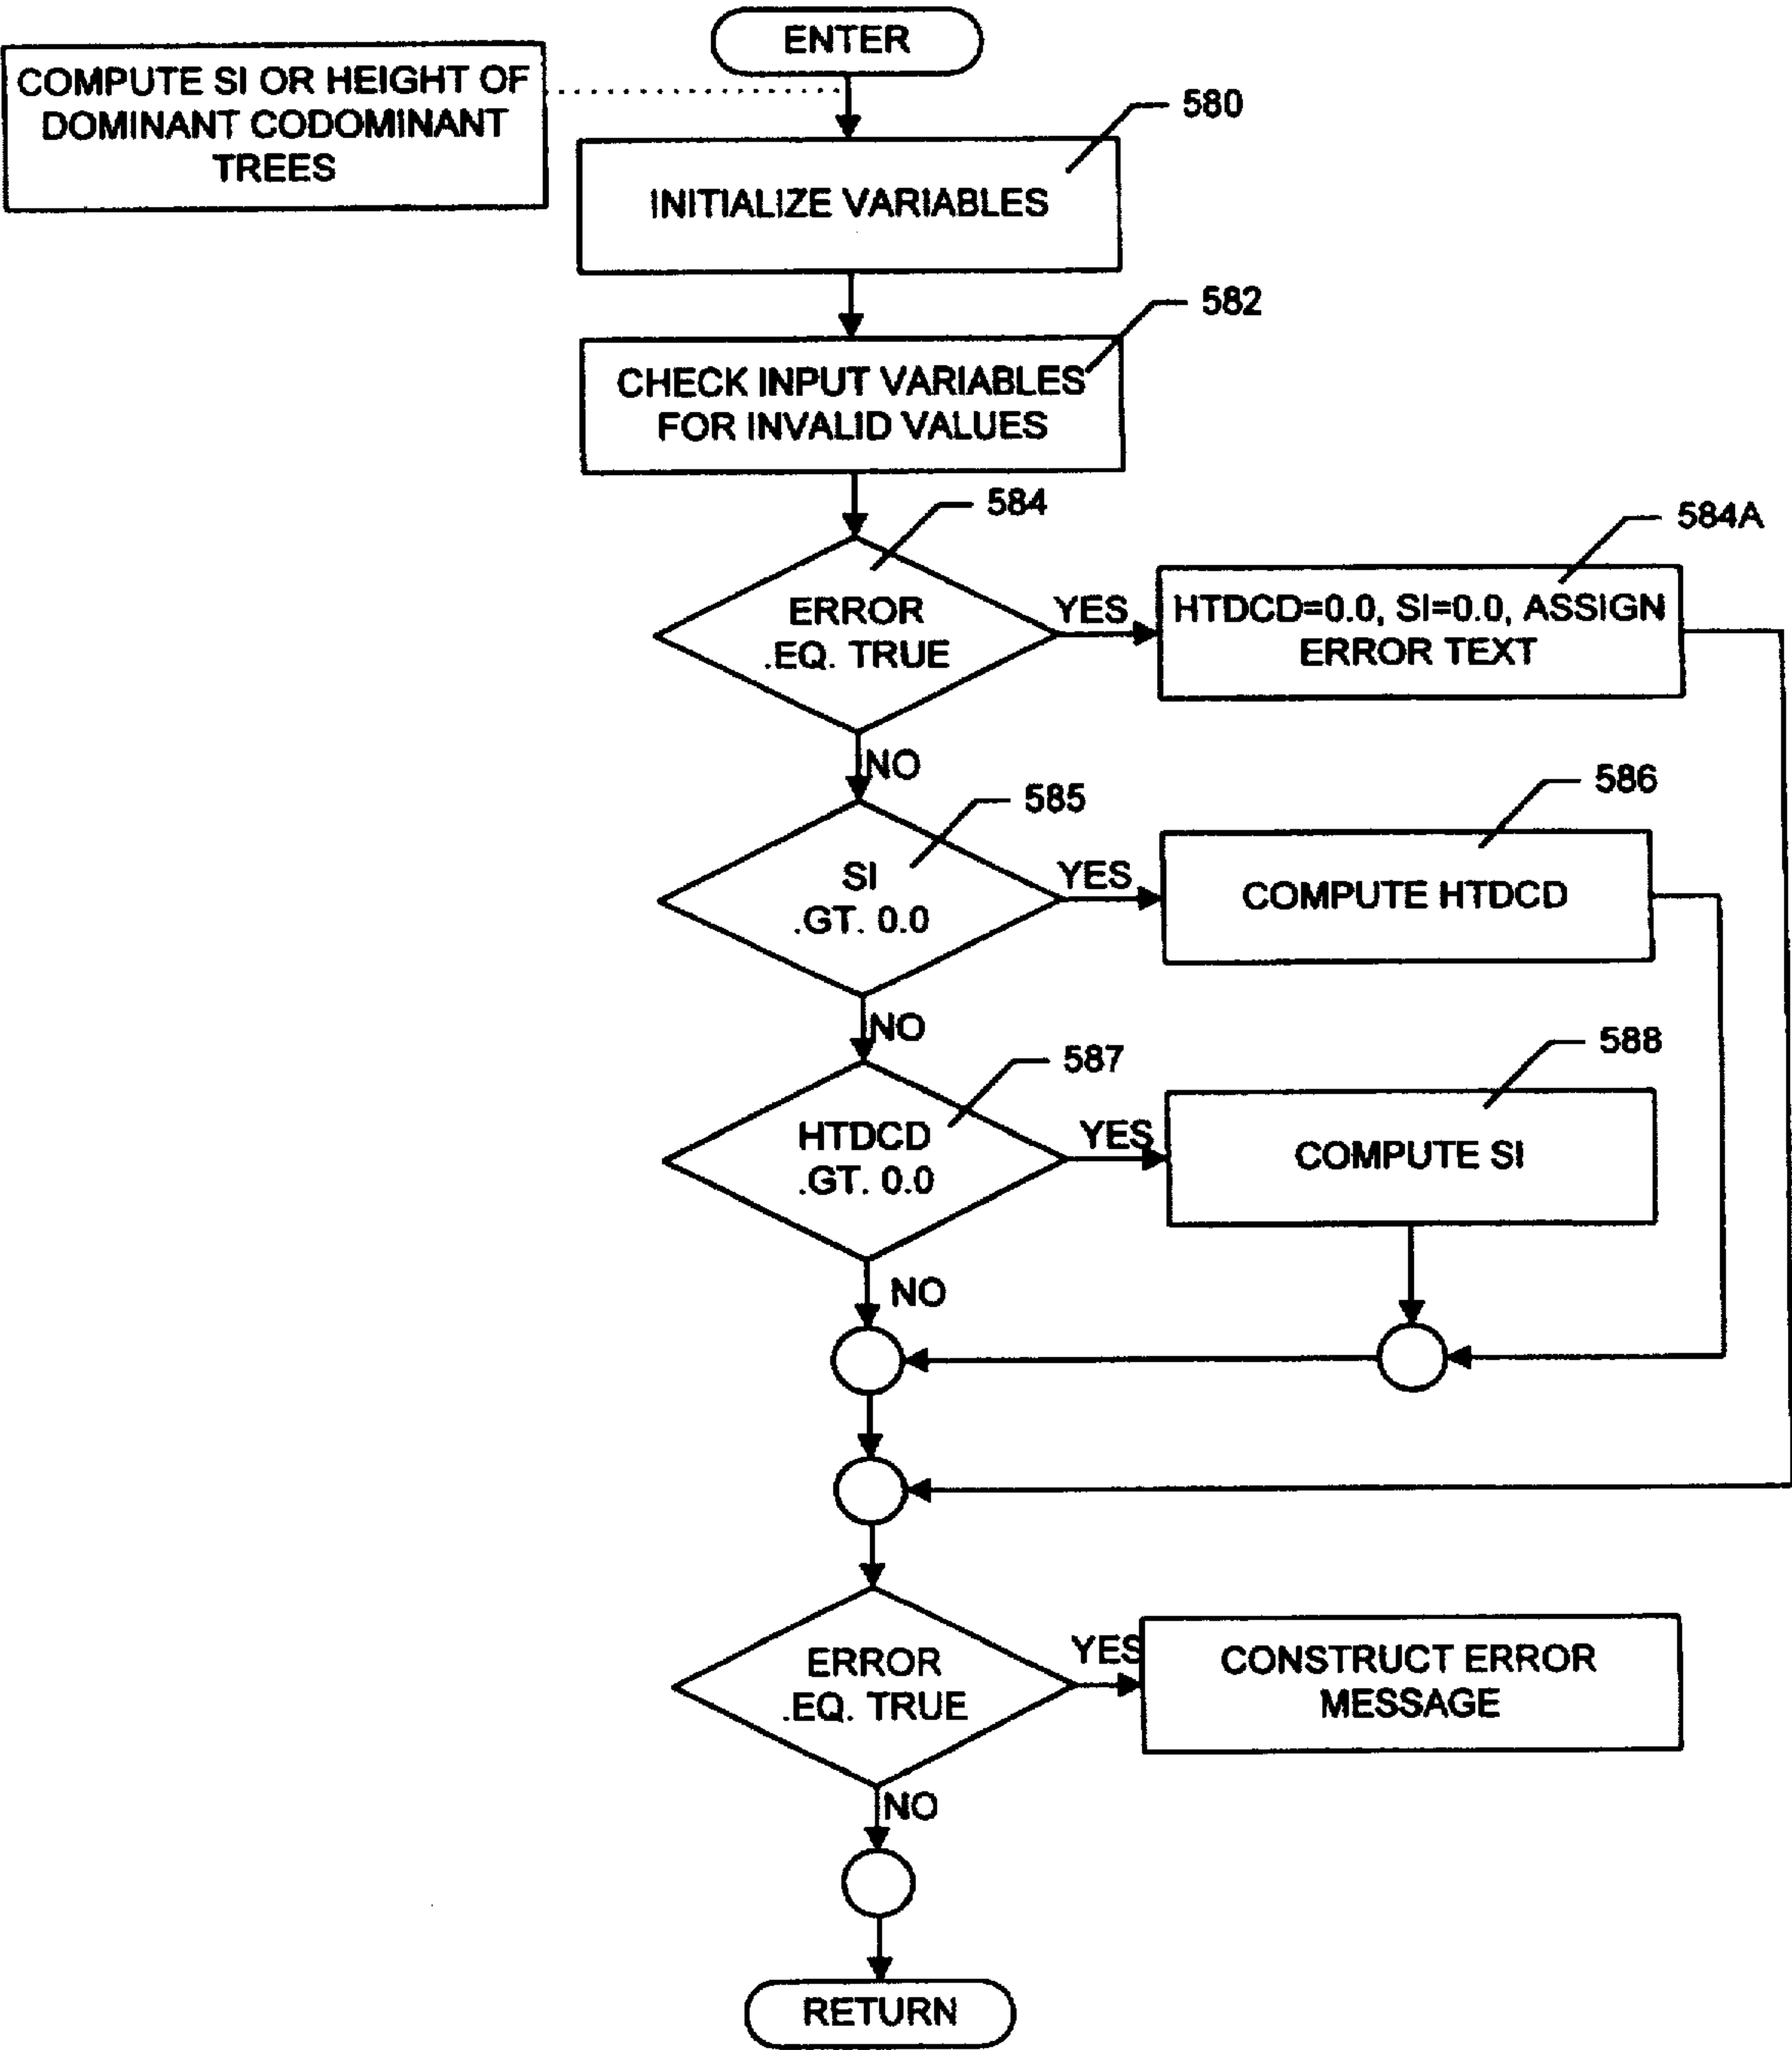 ENTER
COMPUTE SI OR HEIGHT OF
DOMINANT CODOMINANT
TREES
580
INITIALIZE VARIABLES
582
CHECK INPUT VARIABLES
FOR INVALID VALUES
584
584A
ERROR
.EQ. TRUE
YES
HTDCD=0.0, SI=0.0, ASSIGN
ERROR TEXT
NO
585
586
SI
.GT. 0.0
YES
COMPUTE HTDCD
NO
587
588
HTDCD
.GT. 0.0
YES
COMPUTE SI
NO
ERROR
.EQ. TRUE
YES
CONSTRUCT ERROR
MESSAGE
NO
RETURN